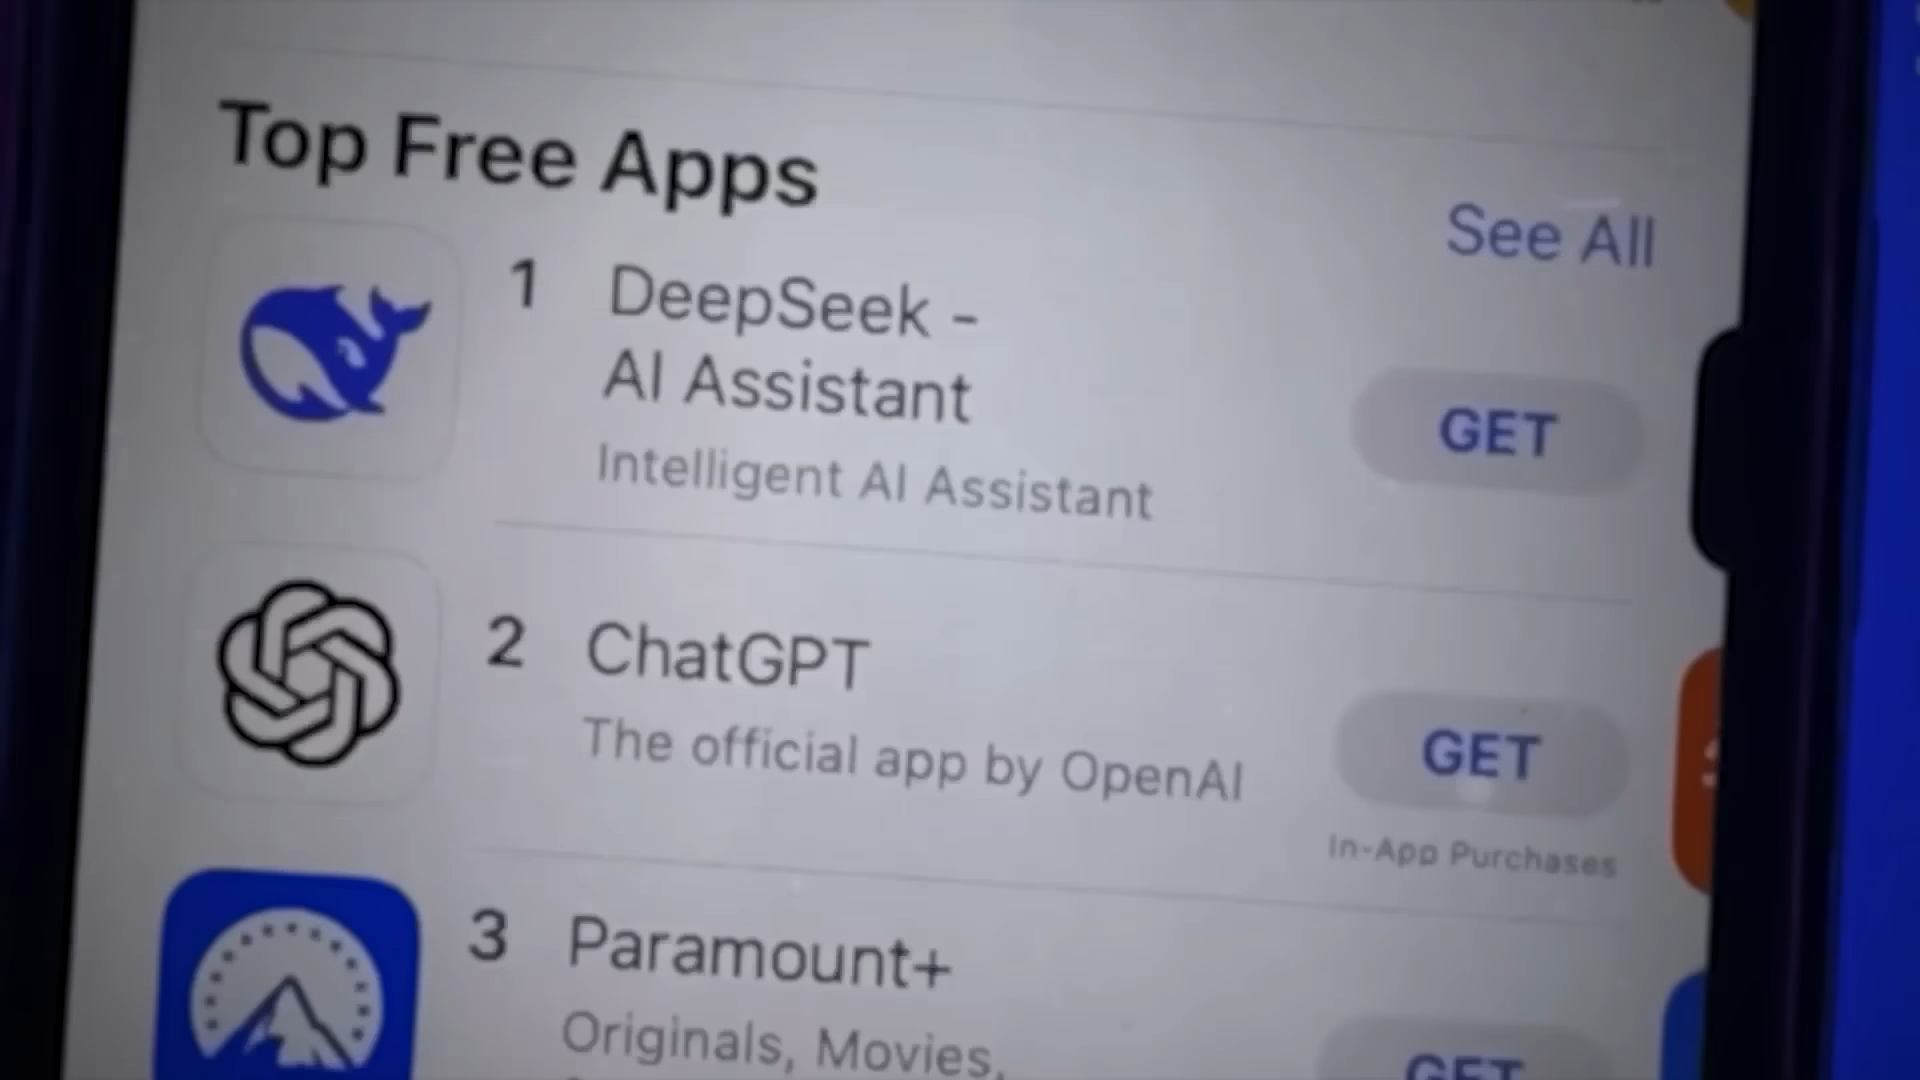 Top Free Apps
See All
1 DeepSeek -
AI Assistant
Intelligent AI Assistant
GET
2 ChatGPT
The official app by OpenAI
GET
In-App Purchases
3 Paramount+
Originals, Movies,
GET